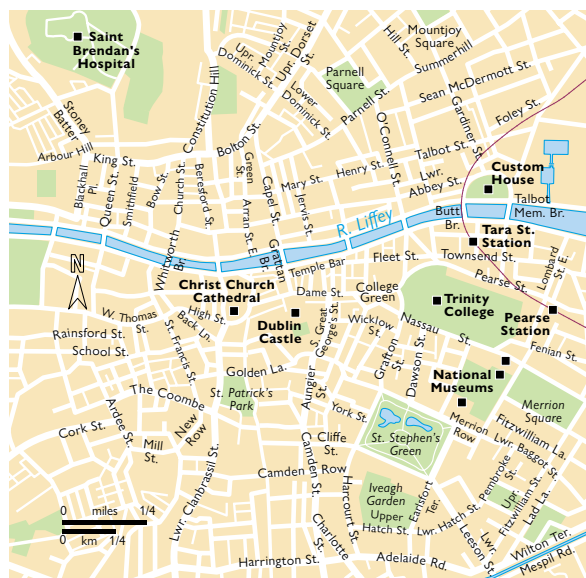 Saint
Brendan's
Hospital
Mountjoy
St.
Upr. Dorset
St.
Upr.
Dominick St.
Lower
Dominick St.
Parnell
Square
Parnell St.
Hill St.
Mountjoy
Square
Summerhill
Sean McDermott St.
Gardiner St.
Foley St.
Constitution Hill
Stoney
Batter
Arbour Hill
King St.
Blackhall
Pl.
Queen St.
Smithfield
Bow St.
Church St.
Beresford St.
Bolton St.
Green
St.
Arran St. E.
Capel St.
Mary St.
Jervis St.
Henry St.
O'Connell St.
Talbot St.
Lwr.
Abbey St.
Custom
House
Talbot
Mem. Br.
Butt
Br.
R. Liffey
Tara St.
Station
Whitworth
Br.
Grattan
Br.
Temple Bar
Fleet St.
Townsend St.
Pearse St.
Lombard
St. E.
N
Christ Church
Cathedral
Dame St.
College
Green
Trinity
College
Pearse
Station
W. Thomas
St.
High St.
Back Ln.
Dublin
Castle
S. Great
George's St.
Wicklow
St.
Nassau
St.
Fenian St.
Rainsford St.
School St.
St. Francis St.
Grafton
St.
Dawson St.
National
Museums
Golden La.
Aungier
St.
Merrion
Square
The Coombe
St. Patrick's
Park
York St.
Ardee St.
Cork St.
Mill
St.
New
Row
Cliffe
St.
St. Stephen's
Green
Merrion
Row
Fitzwilliam La.
Lwr. Baggot St.
Pembroke
St.
Camden Row
Camden St.
Iveagh
Garden
Earlsfort
Ter.
Upper
Hatch St.
Lwr. Hatch St.
Upr.
Fitzwilliam St.
Lad La.
Lwr. Clanbrassil St.
Harcourt St.
Charlotte
St.
Lwr.
Leeson St.
Wilton Ter.
Mespil Rd.
Harrington St.
Adelaide Rd.
0 miles 1/4
0 km 1/4